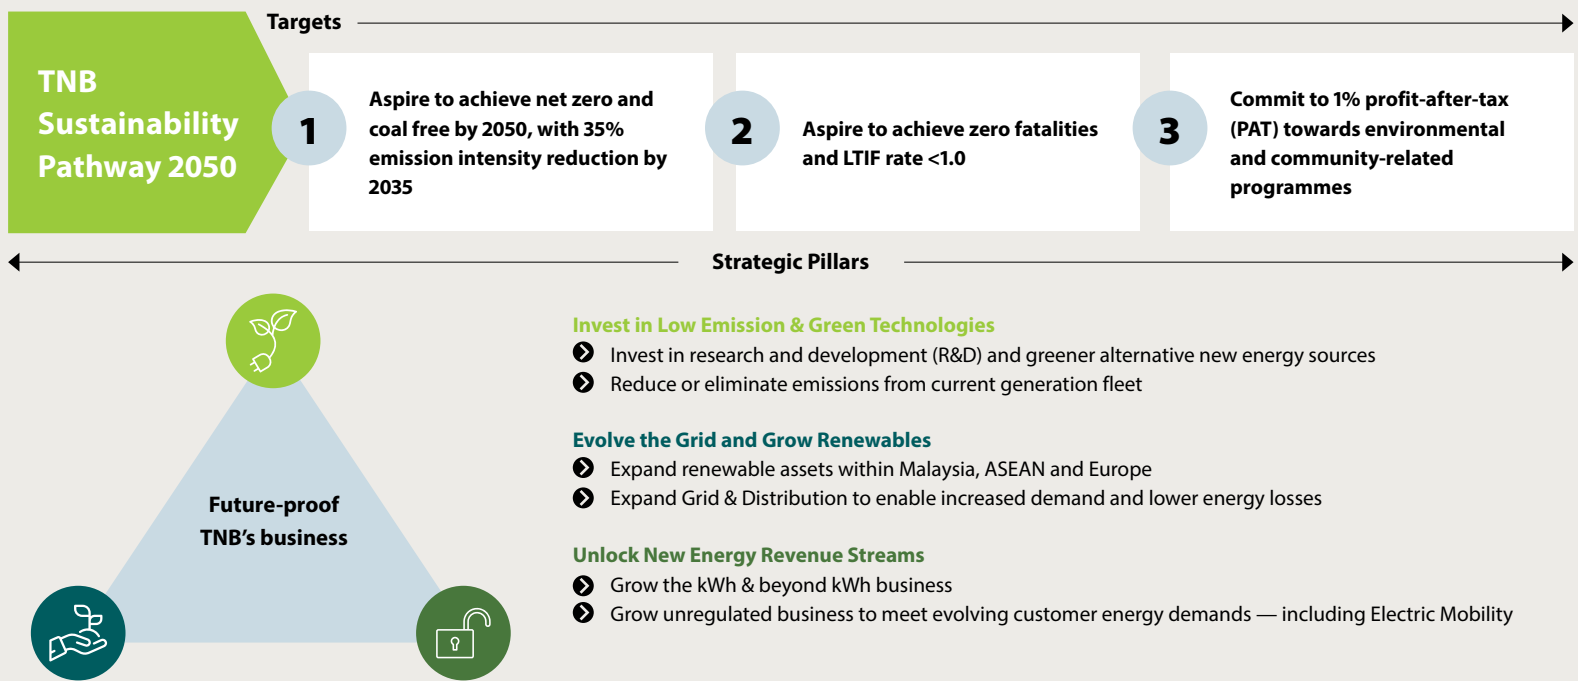 Targets
TNB
Sustainability
Pathway 2050
1
Aspire to achieve net zero and
coal free by 2050, with 35%
emission intensity reduction by
2035
2
Aspire to achieve zero fatalities
and LTIF rate <1.0
3
Commit to 1% profit-after-tax
(PAT) towards environmental
and community-related
programmes
Strategic Pillars
Future-proof
TNB's business
Invest in Low Emission & Green Technologies
Invest in research and development (R&D) and greener alternative new energy sources
Reduce or eliminate emissions from current generation fleet
Evolve the Grid and Grow Renewables
Expand renewable assets within Malaysia, ASEAN and Europe
Expand Grid & Distribution to enable increased demand and lower energy losses
Unlock New Energy Revenue Streams
Grow the kWh & beyond kWh business
Grow unregulated business to meet evolving customer energy demands — including Electric Mobility